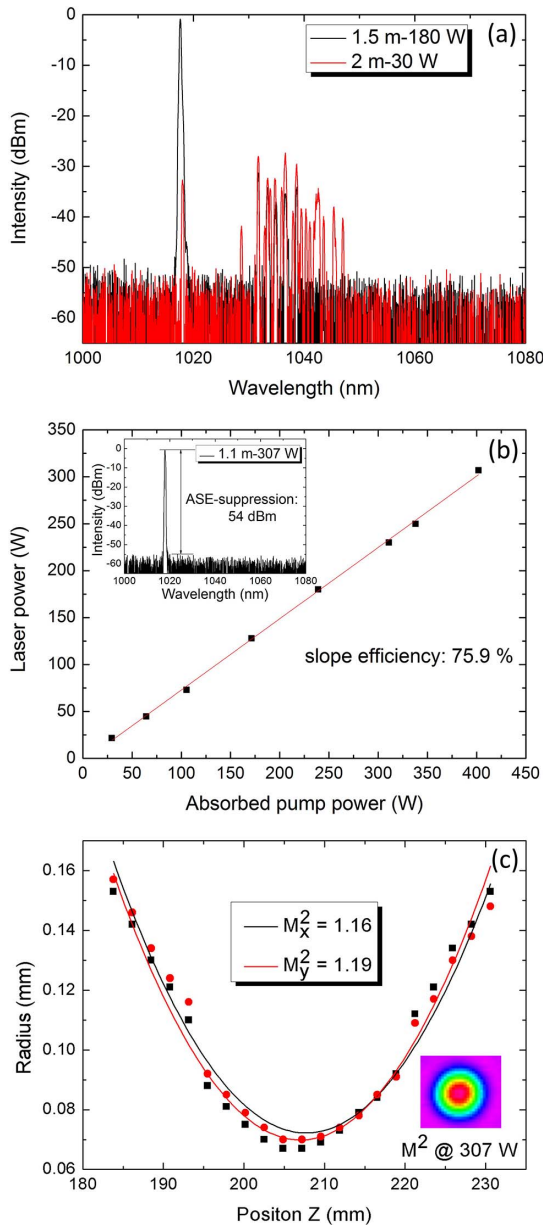 (a)
1.5 m-180 W
2 m-30 W
Intensity (dBm)
0
-10
-20
-30
-40
-50
-60
1000 1020 1040 1060 1080
Wavelength (nm)
(b)
Laser power (W)
350
300
250
200
150
100
50
0
1.1 m-307 W
ASE-suppression:
54 dBm
Intensity (dBm)
0
-10
-20
-30
-40
-50
-60
1000 1020 1040 1060 1080
Wavelength (nm)
slope efficiency: 75.9 %
0 50 100 150 200 250 300 350 400 450
Absorbed pump power (W)
(c)
Radius (mm)
0.16
0.14
0.12
0.10
0.08
0.06
M²x = 1.16
M²y = 1.19
M² @ 307 W
180 190 200 210 220 230
Positon Z (mm)